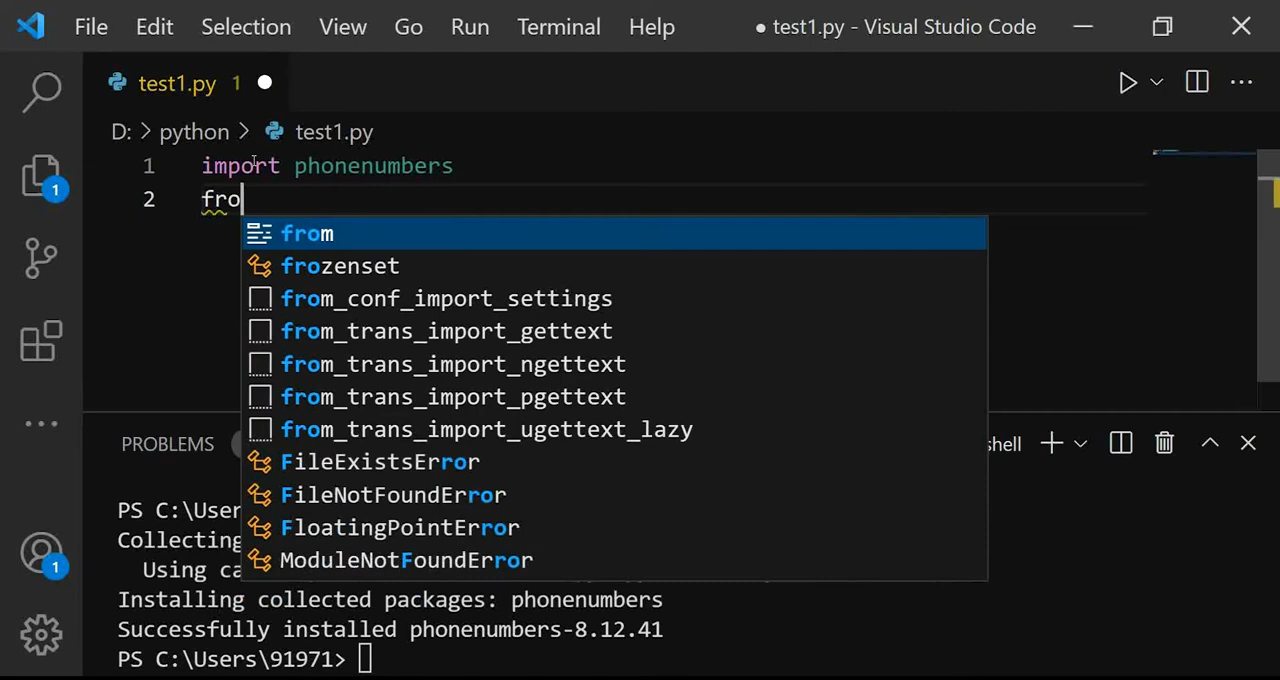 File Edit Selection View Go Run Terminal Help ● test1.py - Visual Studio Code
test1.py 1
D: > python > test1.py
1 import phonenumbers
2 fro
from
frozenset
from_conf_import_settings
from_trans_import_gettext
from_trans_import_ngettext
from_trans_import_pgettext
from_trans_import_ugettext_lazy
FileExistsError
FileNotFoundError
FloatingPointError
ModuleNotFoundError
1
1
PROBLEMS
PS C:\User
Collecting
Using ca
Installing collected packages: phonenumbers
Successfully installed phonenumbers-8.12.41
PS C:\Users\91971>